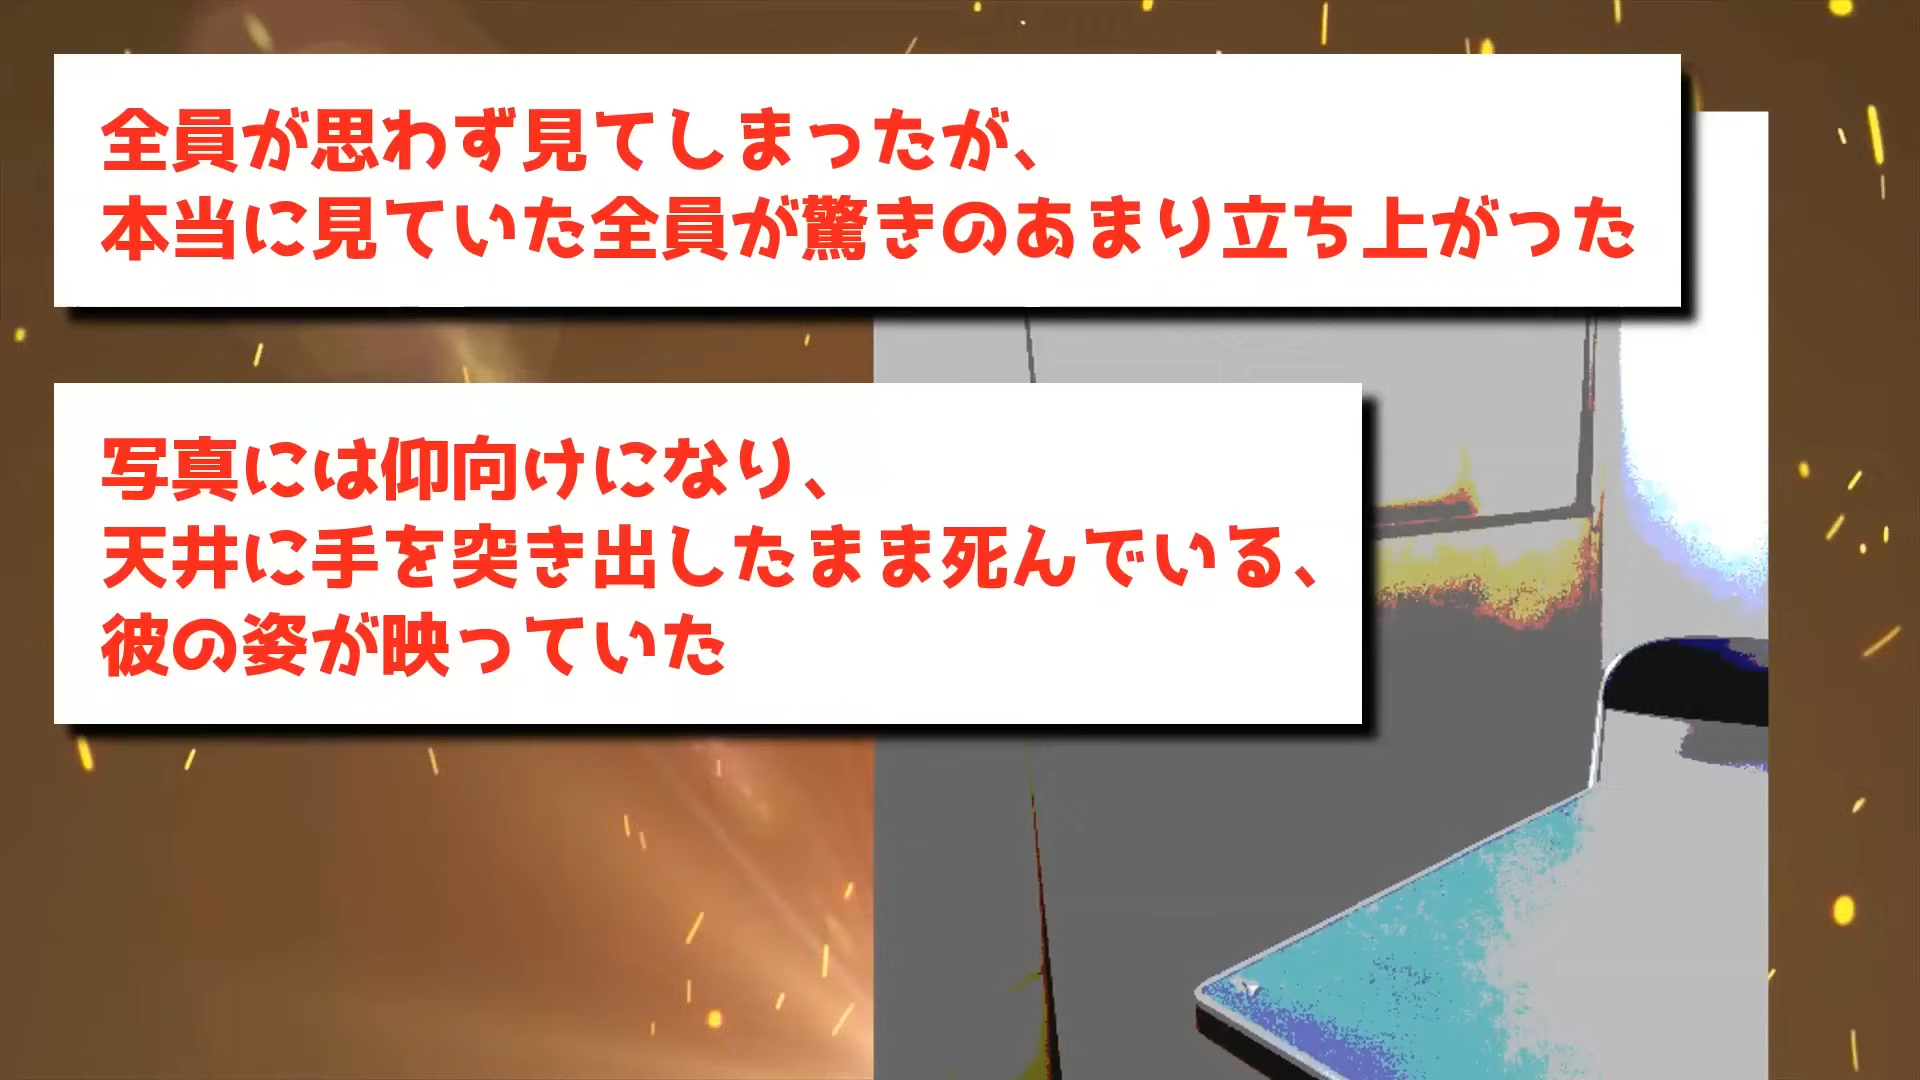 全員が思わず見てしまったが、
本当に見ていた全員が驚きのあまり立ち上がった
写真には仰向けになり、
天井に手を突き出したまま死んでいる、
彼の姿が映っていた